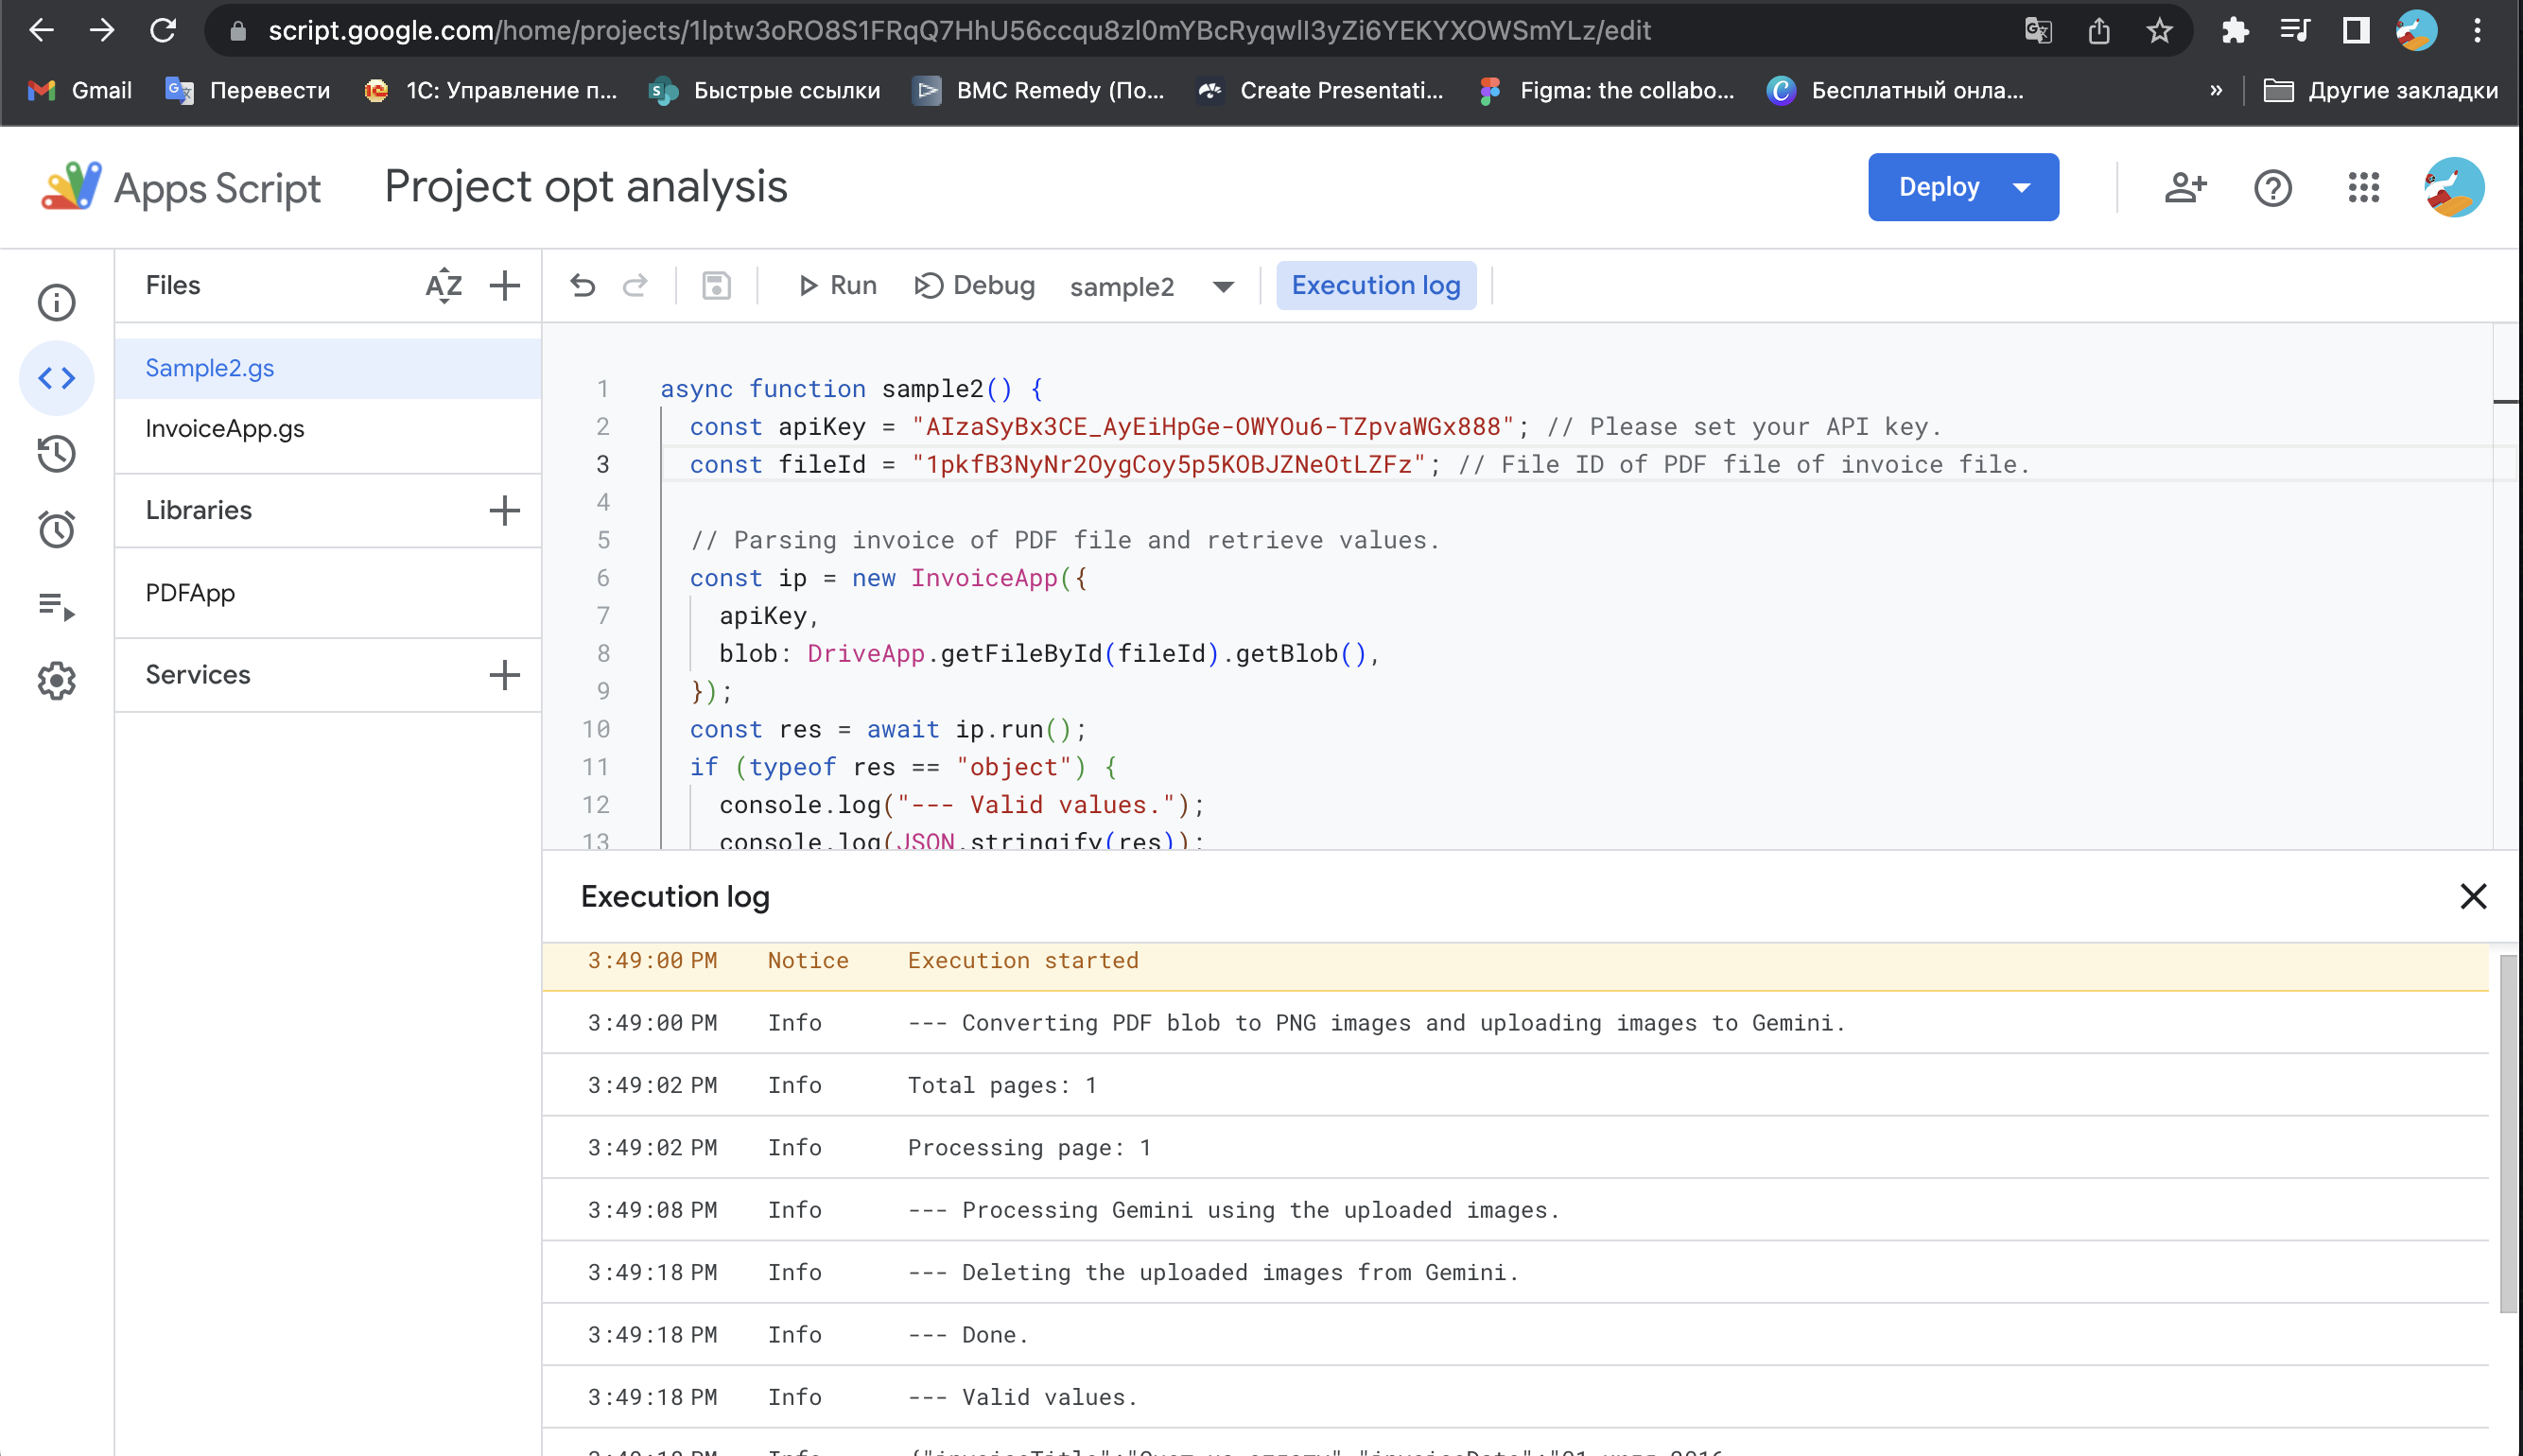 script.google.com/home/projects/1lptw3oRO8S1FRqQ7HhU56ccqu8zl0mYBcRyqwlI3yZi6YEKYXOWSmYLz/edit
Gmail Перевести 1С: Управление п... Быстрые ссылки BMC Remedy (По... Create Presentati... Figma: the collabo... Бесплатный онла... » Другие закладки
Apps Script Project opt analysis Deploy
Files AZ Run Debug sample2 Execution log
Sample2.gs
InvoiceApp.gs
Libraries
PDFApp
Services
1 async function sample2() {
2 const apiKey = "AIzaSyBx3CE_AyEiHpGe-OWYOu6-TZpvaWGx888"; // Please set your API key.
3 const fileId = "1pkfB3NyNr2OygCoy5p5KOBJZNeOtLZFz"; // File ID of PDF file of invoice file.
4
5 // Parsing invoice of PDF file and retrieve values.
6 const ip = new InvoiceApp({
7 apiKey,
8 blob: DriveApp.getFileById(fileId).getBlob(),
9 });
10 const res = await ip.run();
11 if (typeof res == "object") {
12 console.log("--- Valid values.");
13 console.log(JSON.stringify(res));
Execution log
3:49:00 PM Notice Execution started
3:49:00 PM Info --- Converting PDF blob to PNG images and uploading images to Gemini.
3:49:02 PM Info Total pages: 1
3:49:02 PM Info Processing page: 1
3:49:08 PM Info --- Processing Gemini using the uploaded images.
3:49:18 PM Info --- Deleting the uploaded images from Gemini.
3:49:18 PM Info --- Done.
3:49:18 PM Info --- Valid values.